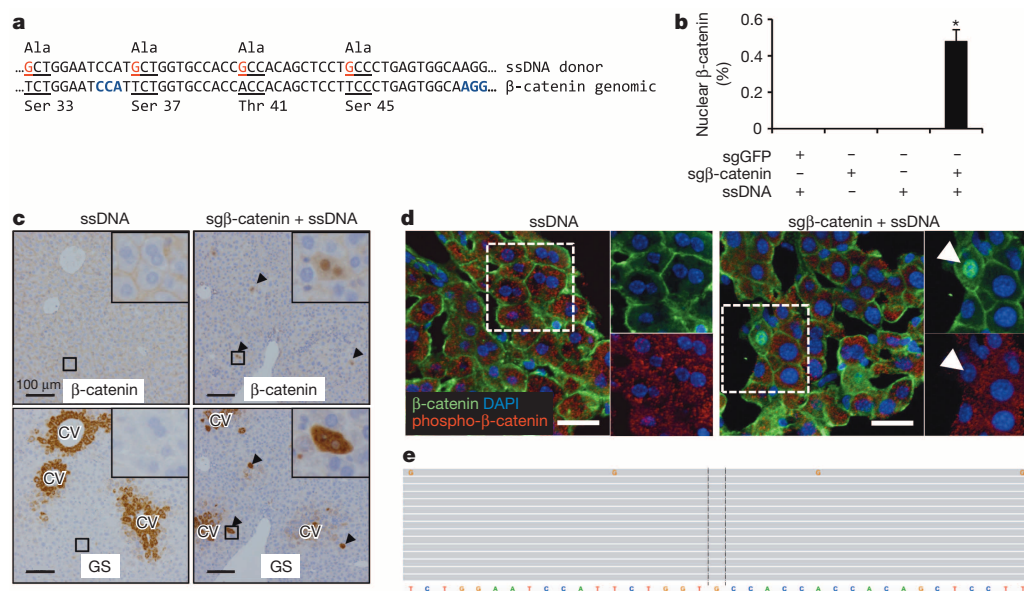 a
Ala Ala Ala Ala
...GCTGGAATCCATGCTGGTGCCACCGCCACAGCTCCTGCCCTGAGTGGCAAGG... ssDNA donor
...TCTGGAATCCATTCTGGTGCCACCACCACAGCTCCTTCCCTGAGTGGCAAGG... β-catenin genomic
Ser 33 Ser 37 Thr 41 Ser 45
b
Nuclear β-catenin
(%)
0.6
0.4
0.2
0
*
sgGFP + – – –
sgβ-catenin – + – +
ssDNA + – + +
c
ssDNA sgβ-catenin + ssDNA
100 µm β-catenin β-catenin
CV CV
CV
CV CV
GS GS
d
ssDNA sgβ-catenin + ssDNA
β-catenin DAPI
phospho-β-catenin
e
G G G G
T C T G G A A T C C A T T C T G G T G C C A C C A C C A C A G C T C C T T